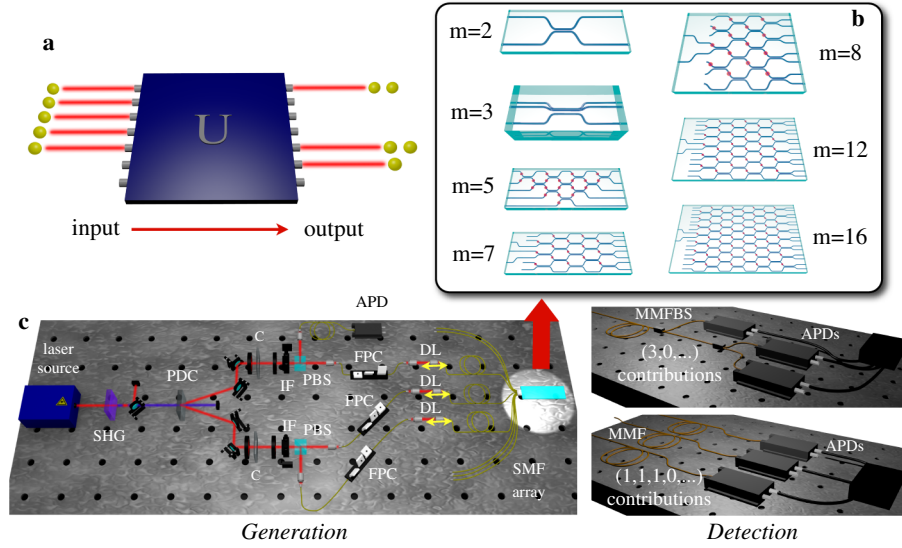 a
U
input
output
b
m=2
m=3
m=5
m=7
m=8
m=12
m=16
c
laser
source
SHG
PDC
C
C
IF
IF
PBS
PBS
APD
FPC
FPC
FPC
DL
DL
DL
SMF
array
Generation
MMFBS
APDs
(3,0,...)
contributions
MMF
APDs
(1,1,1,0,...)
contributions
Detection